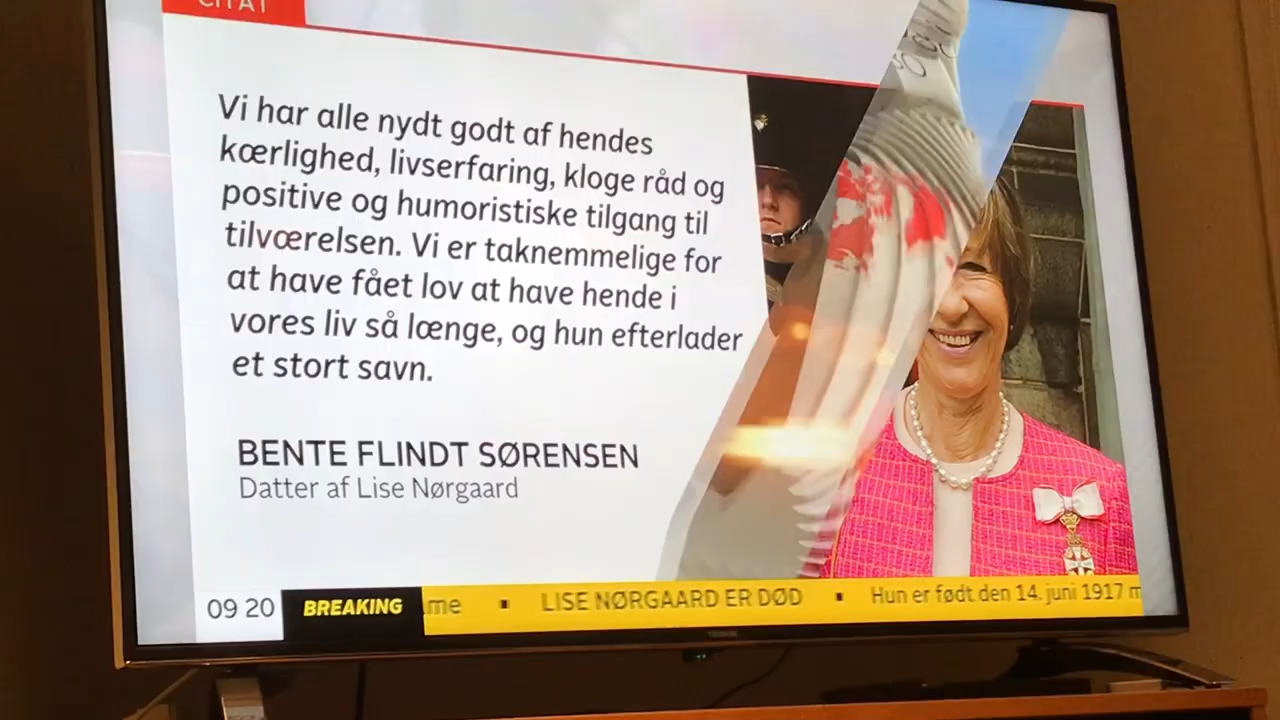 CITAT
Vi har alle nydt godt af hendes
kærlighed, livserfaring, kloge råd og
positive og humoristiske tilgang til
tilværelsen. Vi er taknemmelige for
at have fået lov at have hende i
vores liv så længe, og hun efterlader
et stort savn.
BENTE FLINDT SØRENSEN
Datter af Lise Nørgaard
09 20 BREAKING me ▪ LISE NØRGAARD ER DØD ▪ Hun er født den 14. juni 1917 m